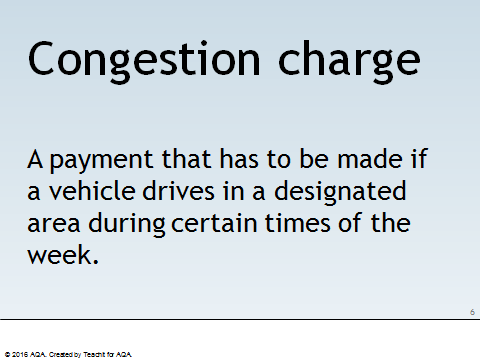 Congestion charge
A payment that has to be made if
a vehicle drives in a designated
area during certain times of the
week.
6
© 2016 AQA. Created by Teachit for AQA.